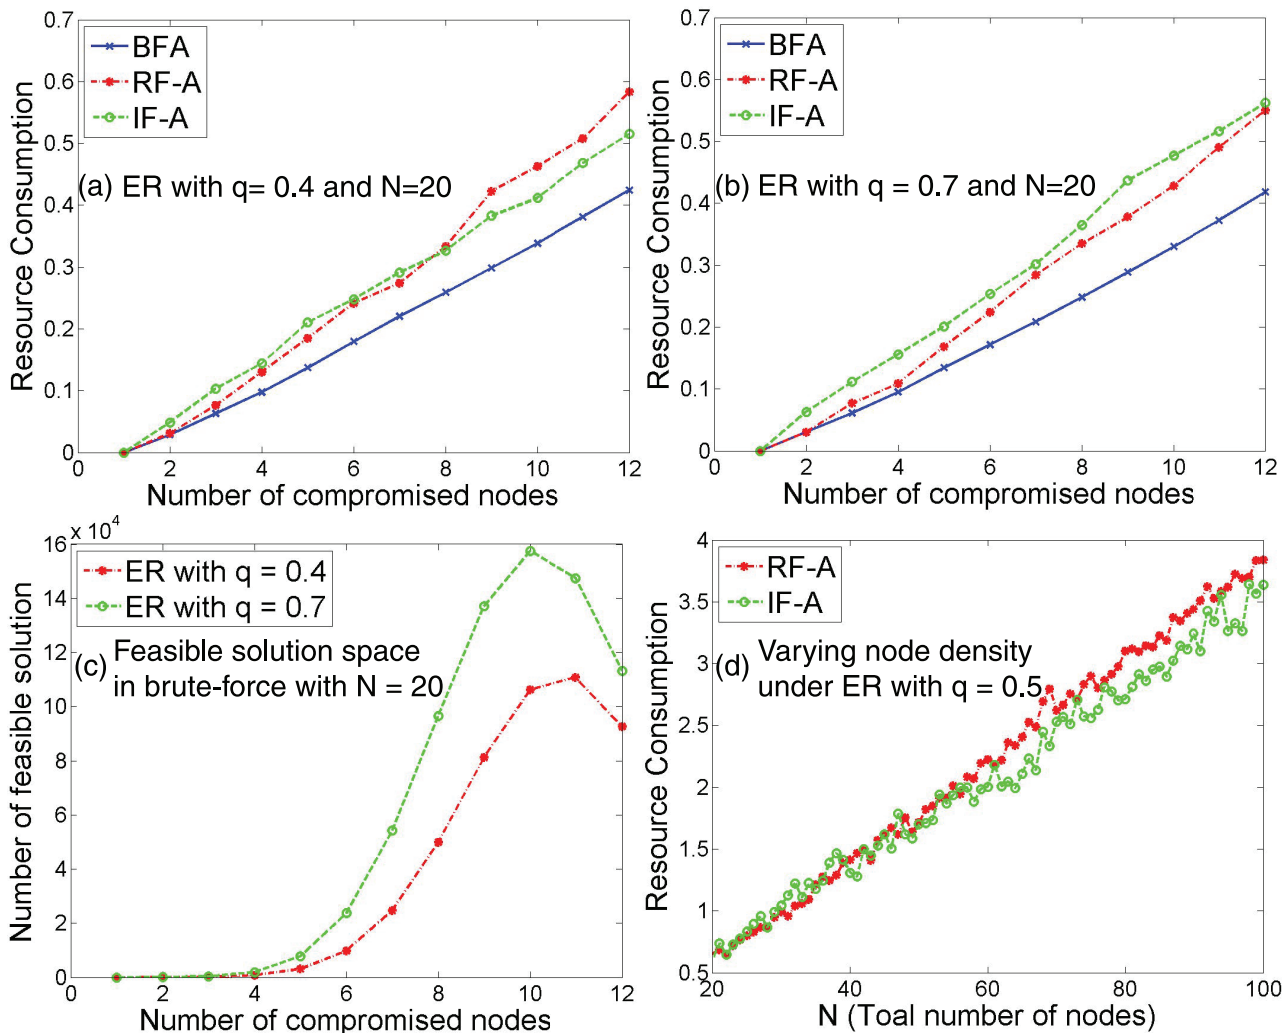 0.7
0.6
0.5
0.4
0.3
0.2
0.1
0
0 2 4 6 8 10 12
Resource Consumption
Number of compromised nodes
BFA
RF-A
IF-A
(a) ER with q= 0.4 and N=20
0.7
0.6
0.5
0.4
0.3
0.2
0.1
0
0 2 4 6 8 10 12
Resource Consumption
Number of compromised nodes
BFA
RF-A
IF-A
(b) ER with q = 0.7 and N=20
x 10^4
16
14
12
10
8
6
4
2
0
0 2 4 6 8 10 12
Number of feasible solution
Number of compromised nodes
ER with q = 0.4
ER with q = 0.7
(c) Feasible solution space
in brute-force with N = 20
4
3.5
3
2.5
2
1.5
1
0.5
20 40 60 80 100
Resource Consumption
N (Toal number of nodes)
RF-A
IF-A
(d) Varying node density
under ER with q = 0.5